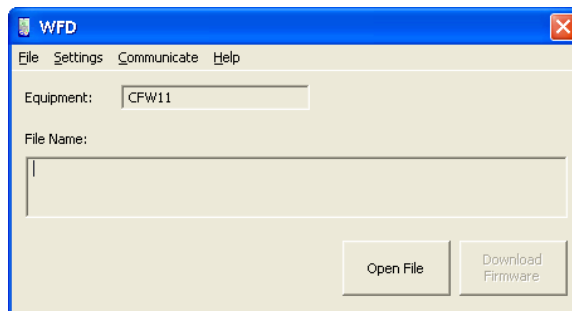 WFD
File Settings Communicate Help
Equipment: CFW11
File Name:
Open File
Download
Firmware